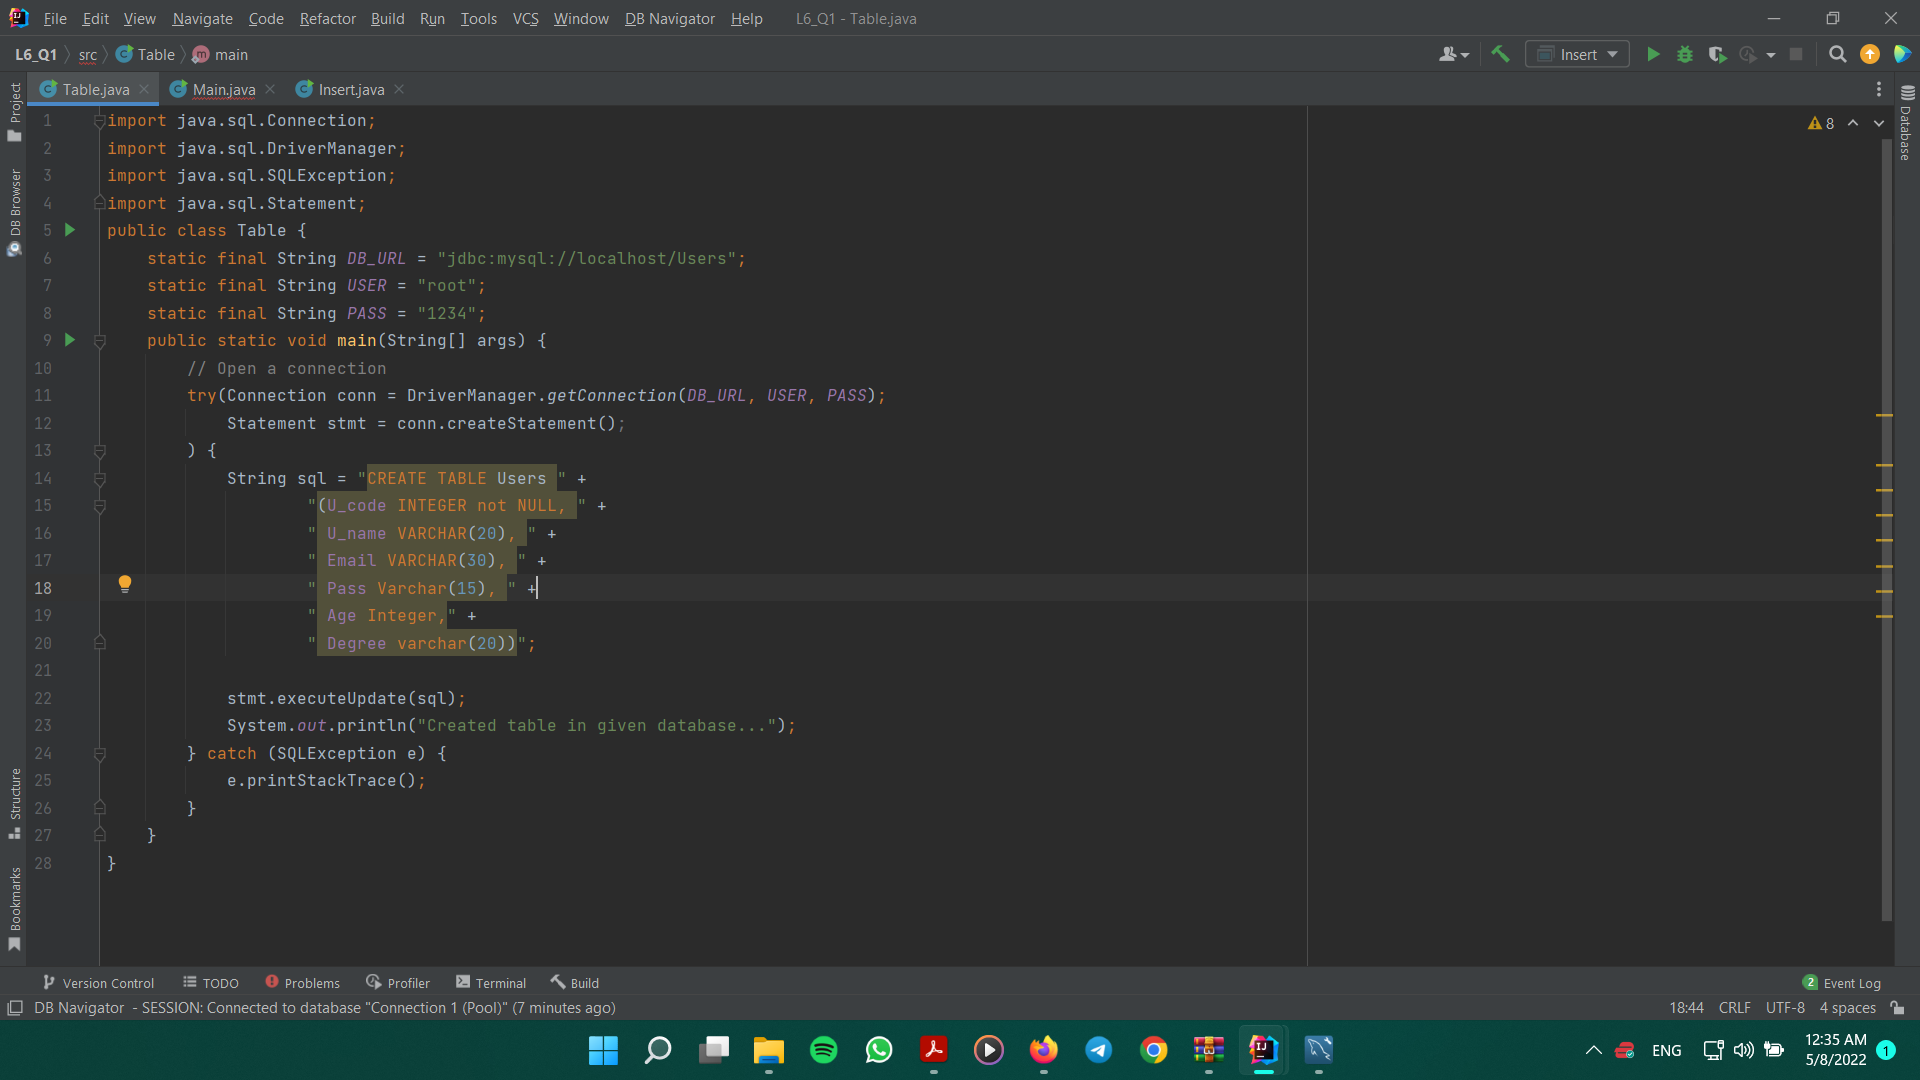 File Edit View Navigate Code Refactor Build Run Tools VCS Window DB Navigator Help L6_Q1 - Table.java
L6_Q1 src Table main
Insert
Table.java Main.java Insert.java
Project
DB Browser
Structure
Bookmarks
Database
8
1 import java.sql.Connection;
2 import java.sql.DriverManager;
3 import java.sql.SQLException;
4 import java.sql.Statement;
5 public class Table {
6 static final String DB_URL = "jdbc:mysql://localhost/Users";
7 static final String USER = "root";
8 static final String PASS = "1234";
9 public static void main(String[] args) {
10 // Open a connection
11 try(Connection conn = DriverManager.getConnection(DB_URL, USER, PASS);
12 Statement stmt = conn.createStatement();
13 ) {
14 String sql = "CREATE TABLE Users " +
15 "(U_code INTEGER not NULL, " +
16 " U_name VARCHAR(20), " +
17 " Email VARCHAR(30), " +
18 " Pass Varchar(15), " +
19 " Age Integer," +
20 " Degree varchar(20))";
21
22 stmt.executeUpdate(sql);
23 System.out.println("Created table in given database...");
24 } catch (SQLException e) {
25 e.printStackTrace();
26 }
27 }
28 }
Version Control TODO Problems Profiler Terminal Build 2 Event Log
DB Navigator - SESSION: Connected to database "Connection 1 (Pool)" (7 minutes ago) 18:44 CRLF UTF-8 4 spaces
ENG 12:35 AM 1
5/8/2022